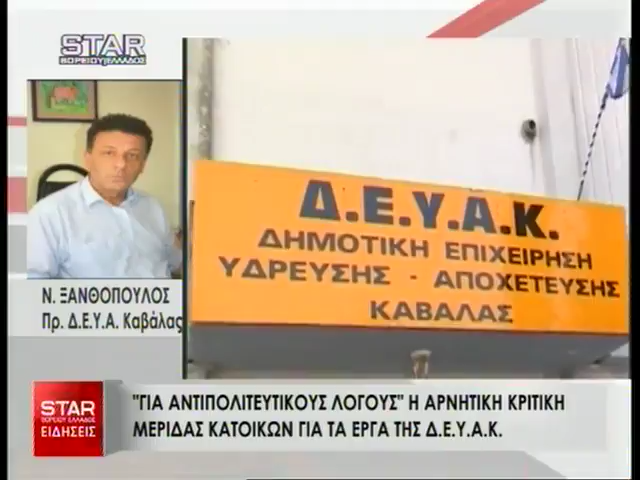 STAR
ΒΟΡΕΙΟΥ ΕΛΛΑΔΟΣ
Δ.Ε.Υ.Α.Κ.
ΔΗΜΟΤΙΚΗ ΕΠΙΧΕΙΡΗΣΗ
ΥΔΡΕΥΣΗΣ - ΑΠΟΧΕΤΕΥΣΗΣ
ΚΑΒΑΛΑΣ
Ν. ΞΑΝΘΟΠΟΥΛΟΣ
Πρ. Δ.Ε.Υ.Α. Καβάλας
STAR
ΒΟΡΕΙΟΥ ΕΛΛΑΔΟΣ
ΕΙΔΗΣΕΙΣ
"ΓΙΑ ΑΝΤΙΠΟΛΙΤΕΥΤΙΚΟΥΣ ΛΟΓΟΥΣ" Η ΑΡΝΗΤΙΚΗ ΚΡΙΤΙΚΗ
ΜΕΡΙΔΑΣ ΚΑΤΟΙΚΩΝ ΓΙΑ ΤΑ ΕΡΓΑ ΤΗΣ Δ.Ε.Υ.Α.Κ.